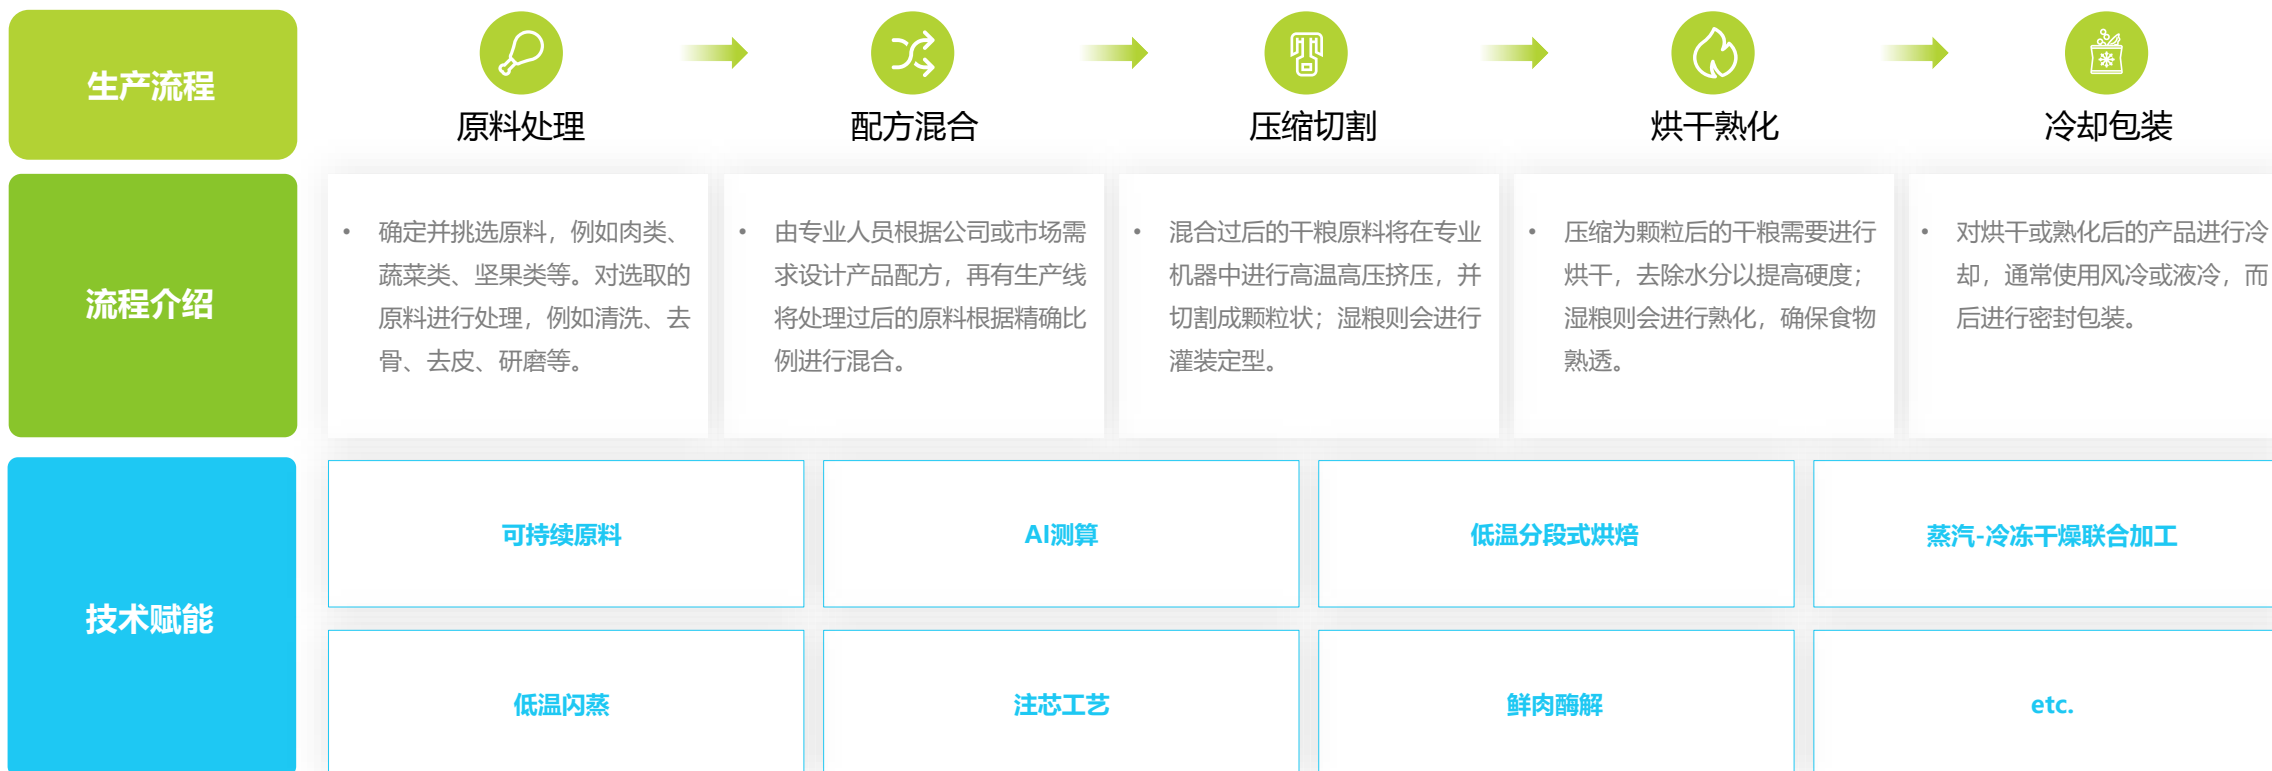 生产流程
原料处理
配方混合
压缩切割
烘干熟化
冷却包装
流程介绍
• 确定并挑选原料，例如肉类、
蔬菜类、坚果类等。对选取的
原料进行处理，例如清洗、去
骨、去皮、研磨等。
• 由专业人员根据公司或市场需
求设计产品配方，再有生产线
将处理过后的原料根据精确比
例进行混合。
• 混合过后的干粮原料将在专业
机器中进行高温高压挤压，并
切割成颗粒状；湿粮则会进行
灌装定型。
• 压缩为颗粒后的干粮需要进行
烘干，去除水分以提高硬度；
湿粮则会进行熟化，确保食物
熟透。
• 对烘干或熟化后的产品进行冷
却，通常使用风冷或液冷，而
后进行密封包装。
技术赋能
可持续原料
AI测算
低温分段式烘焙
蒸汽-冷冻干燥联合加工
低温闪蒸
注芯工艺
鲜肉酶解
etc.